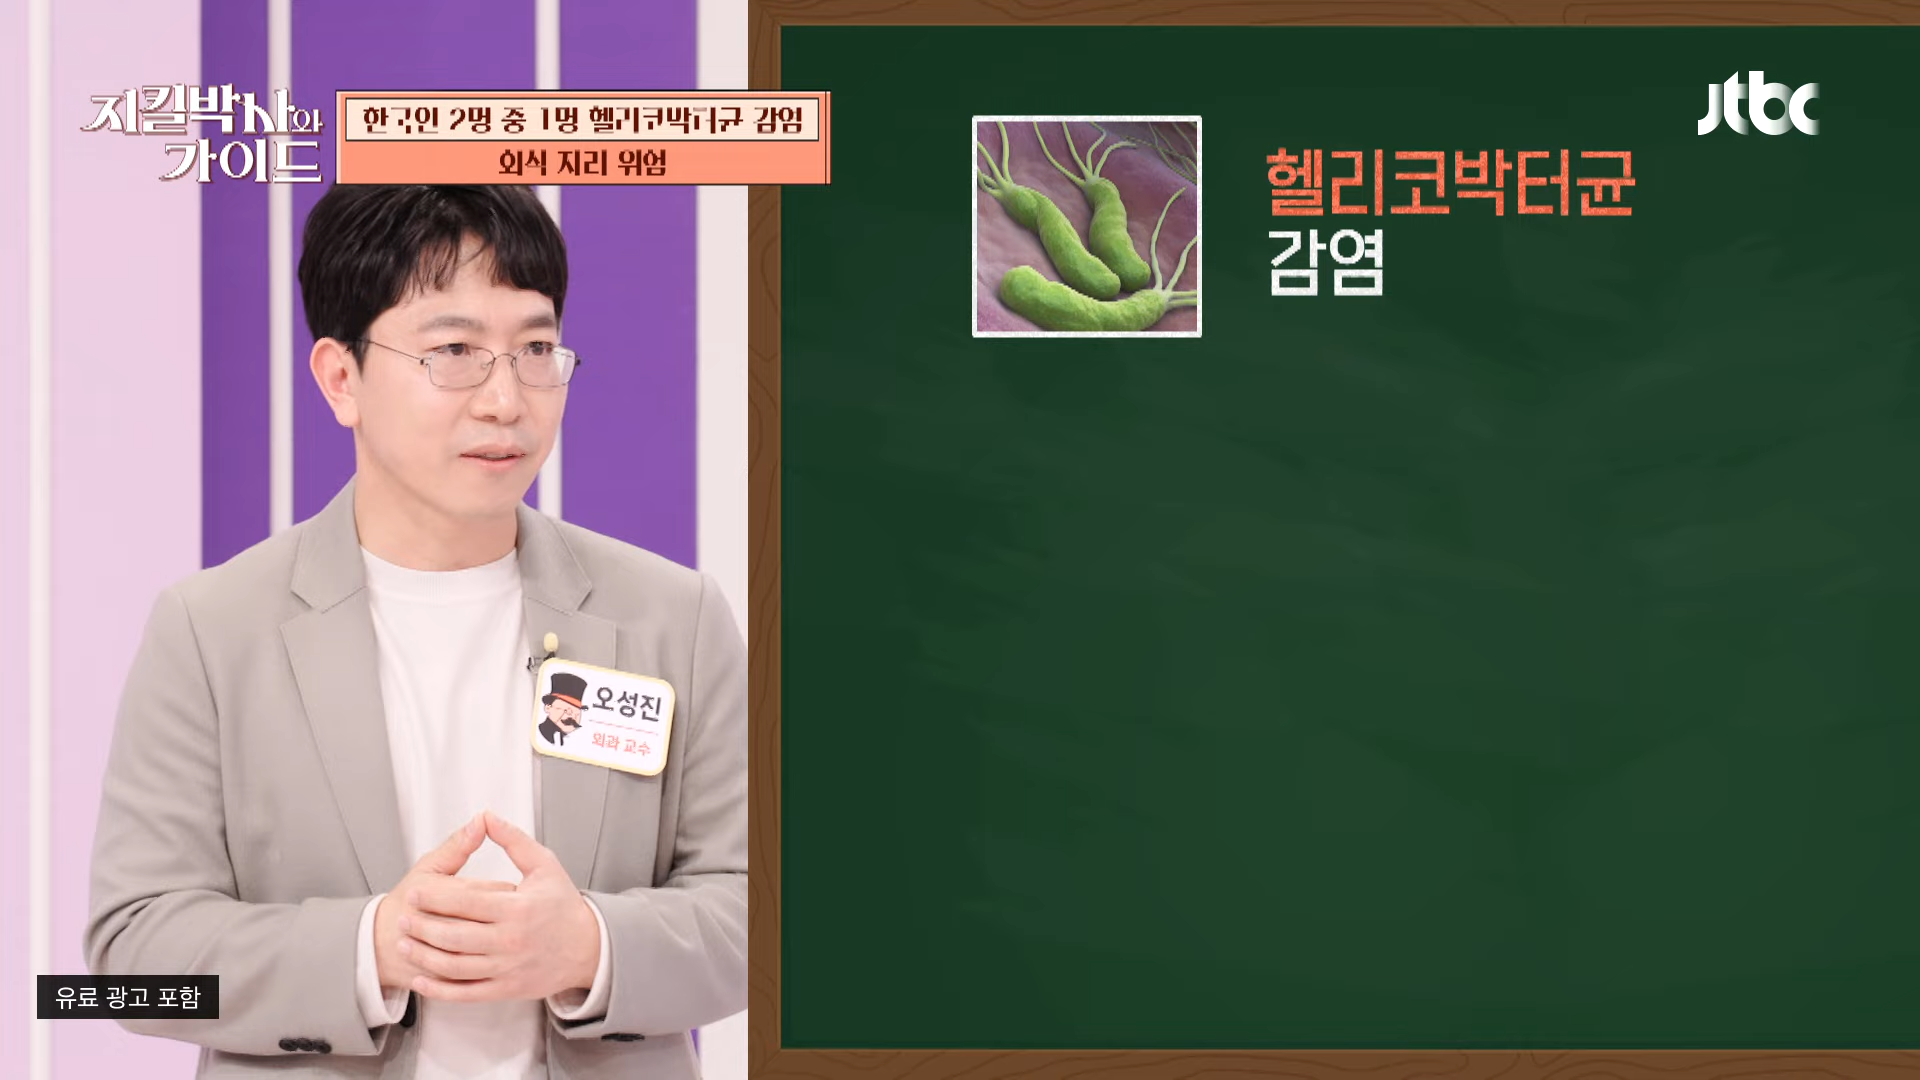 지킬박사와
가이드
한국인 2명 중 1명 헬리코박터균 감염
회식 자리 위험
jtbc
헬리코박터균
감염
오성진
외과 교수
유료 광고 포함